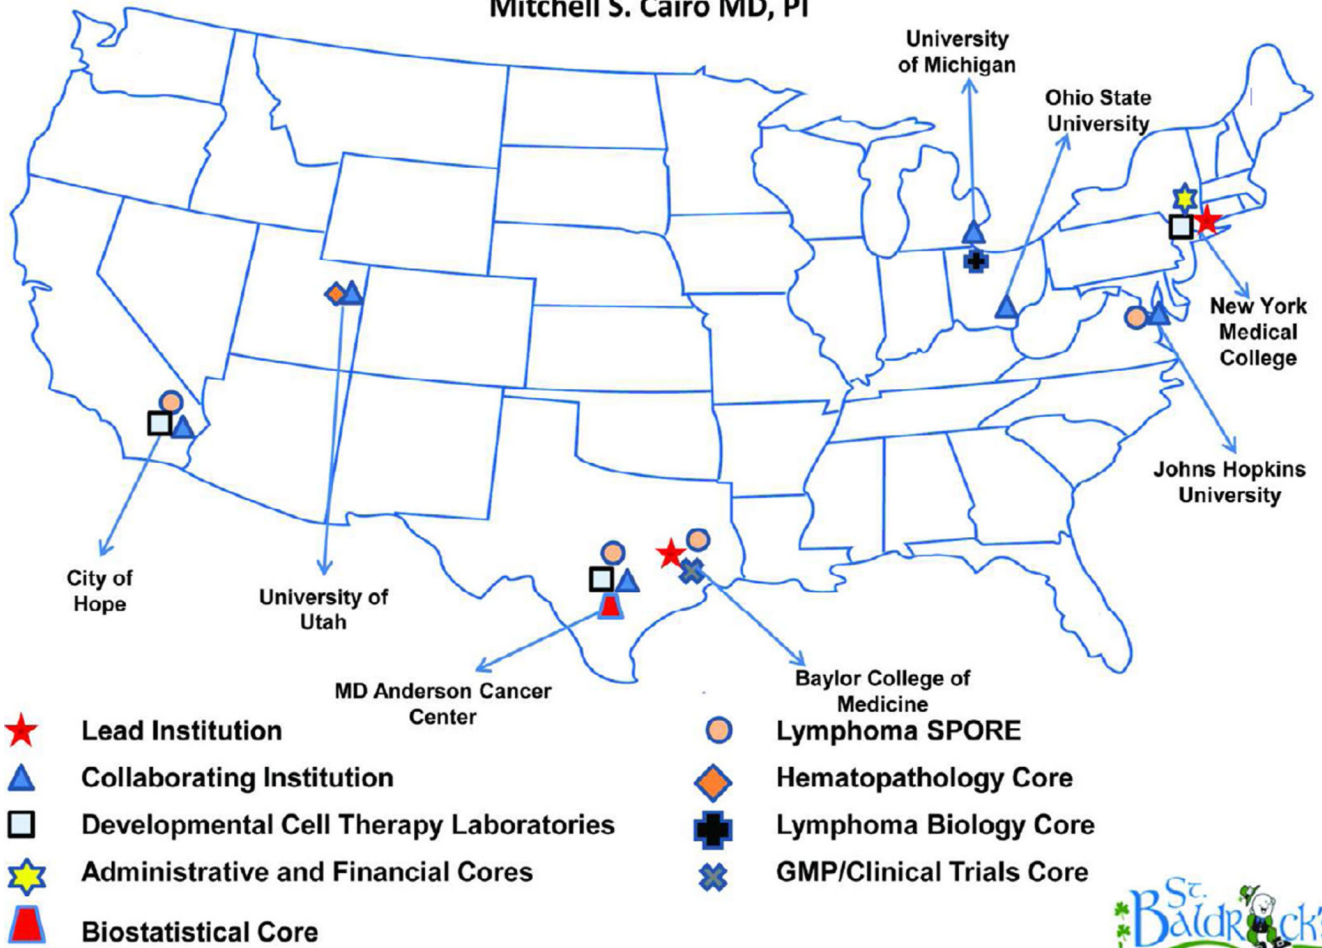 Mitchell S. Cairo MD, PI
University
of Michigan
Ohio State
University
New York
Medical
College
Johns Hopkins
University
City of
Hope
University of
Utah
MD Anderson Cancer
Center
Baylor College of
Medicine
Lead Institution
Collaborating Institution
Developmental Cell Therapy Laboratories
Administrative and Financial Cores
Biostatistical Core
Lymphoma SPORE
Hematopathology Core
Lymphoma Biology Core
GMP/Clinical Trials Core
St.
Baldrick's